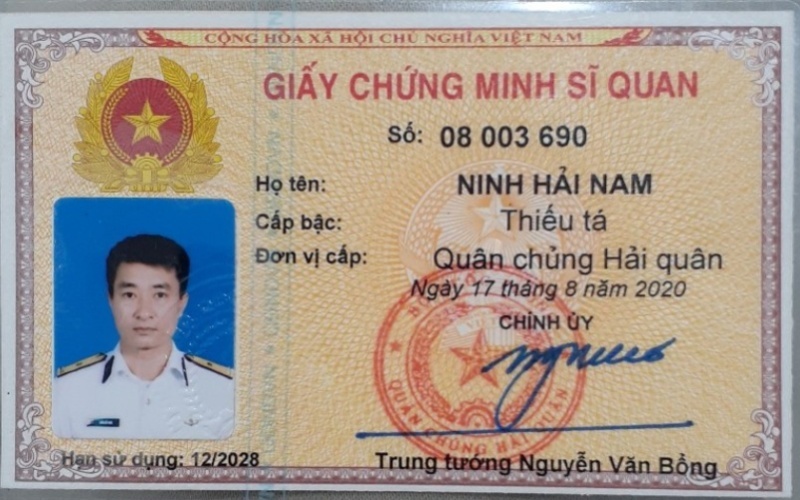 CỘNG HÒA XÃ HỘI CHỦ NGHĨA VIỆT NAM
GIẤY CHỨNG MINH SĨ QUAN
Số: 08 003 690
Họ tên: NINH HẢI NAM
Cấp bậc: Thiếu tá
Đơn vị cấp: Quân chủng Hải quân
Ngày 17 tháng 8 năm 2020
CHÍNH ỦY
QUÂN CHỦNG HẢI QUÂN
Hạn sử dụng: 12/2028
Trung tướng Nguyễn Văn Bổng